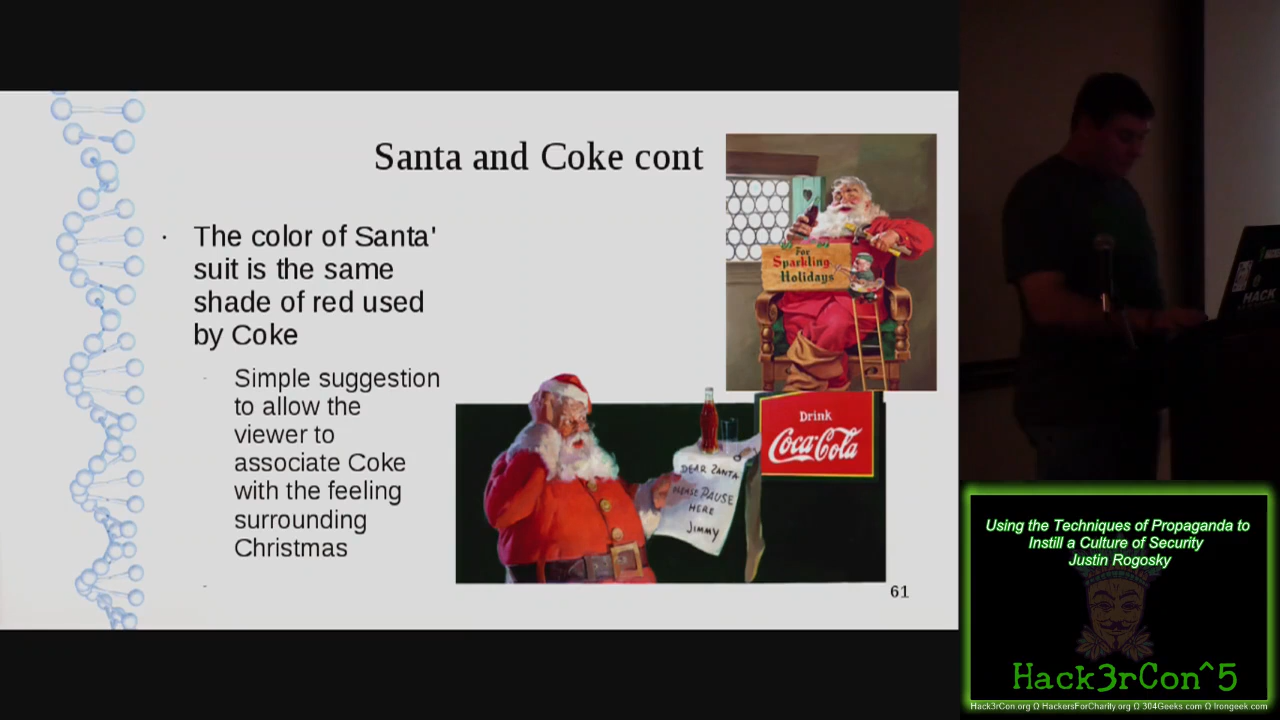 Santa and Coke cont
The color of Santa'
suit is the same
shade of red used
by Coke
Simple suggestion
to allow the
viewer to
associate Coke
with the feeling
surrounding
Christmas
For
Sparkling
Holidays
Drink
Coca-Cola
DEAR SANTA
PLEASE PAUSE
HERE
JIMMY
61
HACK
Using the Techniques of Propaganda to
Instill a Culture of Security
Justin Rogosky
Hack3rCon^5
Hack3rCon.org Ω HackersForCharity.org Ω 304Geeks.com Ω Irongeek.com